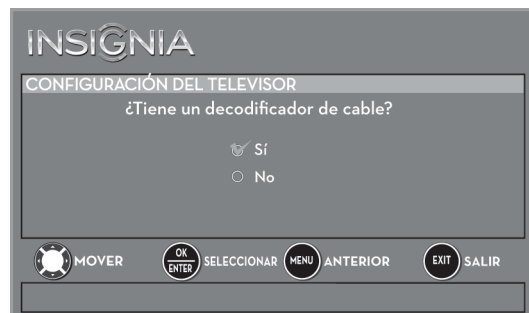 INSIGNIA
CONFIGURACIÓN DEL TELEVISOR
¿Tiene un decodificador de cable?
Sí
No
MOVER OK ENTER SELECCIONAR MENU ANTERIOR EXIT SALIR